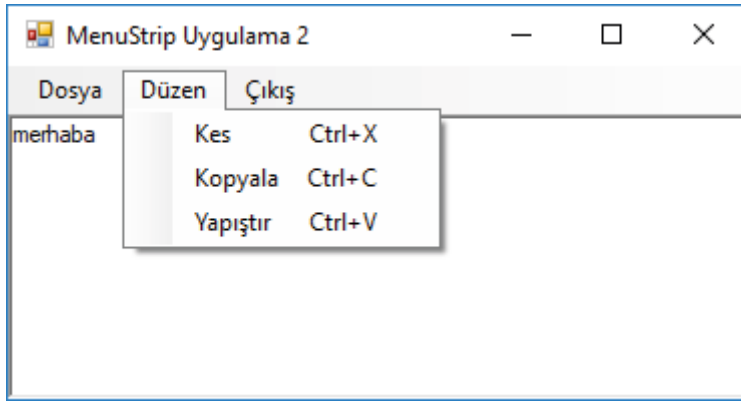 MenuStrip Uygulama 2
Dosya Düzen Çıkış
merhaba
Kes Ctrl+X
Kopyala Ctrl+C
Yapıştır Ctrl+V